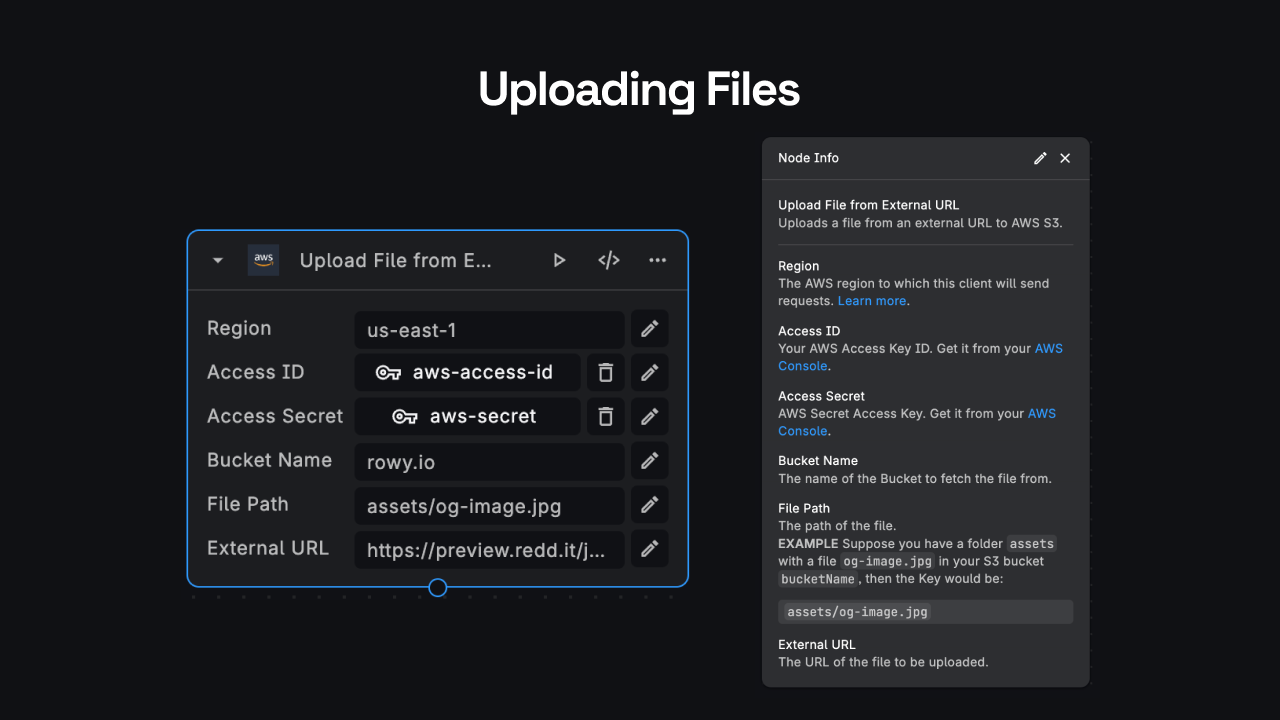 Uploading Files
aws
Upload File from E...
Region
us-east-1
Access ID
aws-access-id
Access Secret
aws-secret
Bucket Name
rowy.io
File Path
assets/og-image.jpg
External URL
https://preview.redd.it/j...
Node Info
Upload File from External URL
Uploads a file from an external URL to AWS S3.
Region
The AWS region to which this client will send
requests. Learn more.
Access ID
Your AWS Access Key ID. Get it from your AWS
Console.
Access Secret
AWS Secret Access Key. Get it from your AWS
Console.
Bucket Name
The name of the Bucket to fetch the file from.
File Path
The path of the file.
EXAMPLE Suppose you have a folder assets
with a file og-image.jpg in your S3 bucket
bucketName, then the Key would be:
assets/og-image.jpg
External URL
The URL of the file to be uploaded.